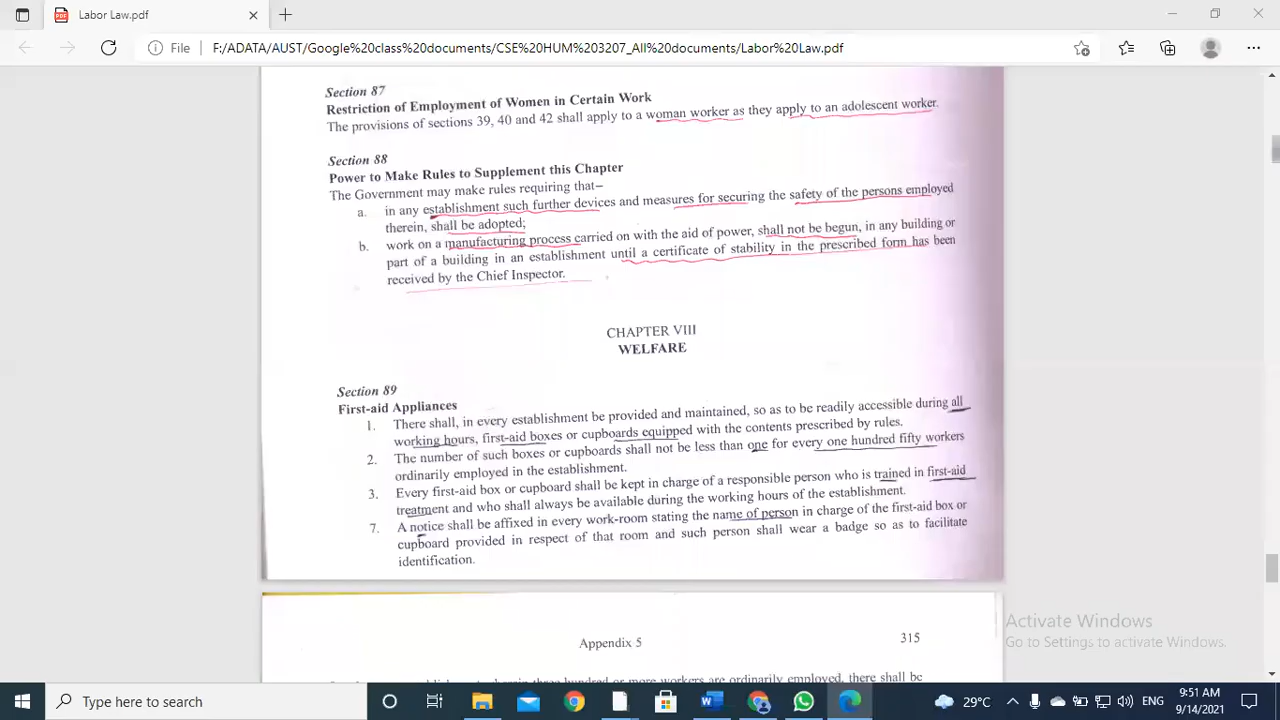 Labor Law.pdf
File
F:/ADATA/AUST/Google%20class%20documents/CSE%20HUM%203207_All%20documents/Labor%20Law.pdf
Section 87
Restriction of Employment of Women in Certain Work
The provisions of sections 39, 40 and 42 shall apply to a woman worker as they apply to an adolescent worker.
Section 88
Power to Make Rules to Supplement this Chapter
The Government may make rules requiring that–
a. in any establishment such further devices and measures for securing the safety of the persons employed
therein, shall be adopted;
b. work on a manufacturing process carried on with the aid of power, shall not be begun, in any building or
part of a building in an establishment until a certificate of stability in the prescribed form has been
received by the Chief Inspector.
CHAPTER VIII
WELFARE
Section 89
First-aid Appliances
1. There shall, in every establishment be provided and maintained, so as to be readily accessible during all
working hours, first-aid boxes or cupboards equipped with the contents prescribed by rules.
2. The number of such boxes or cupboards shall not be less than one for every one hundred fifty workers
ordinarily employed in the establishment.
3. Every first-aid box or cupboard shall be kept in charge of a responsible person who is trained in first-aid
treatment and who shall always be available during the working hours of the establishment.
7. A notice shall be affixed in every work-room stating the name of person in charge of the first-aid box or
cupboard provided in respect of that room and such person shall wear a badge so as to facilitate
identification.
Appendix 5
315
wherein three hundred or more workers are ordinarily employed, there shall be
Activate Windows
Go to Settings to activate Windows.
Type here to search
29°C
ENG
9:51 AM
9/14/2021